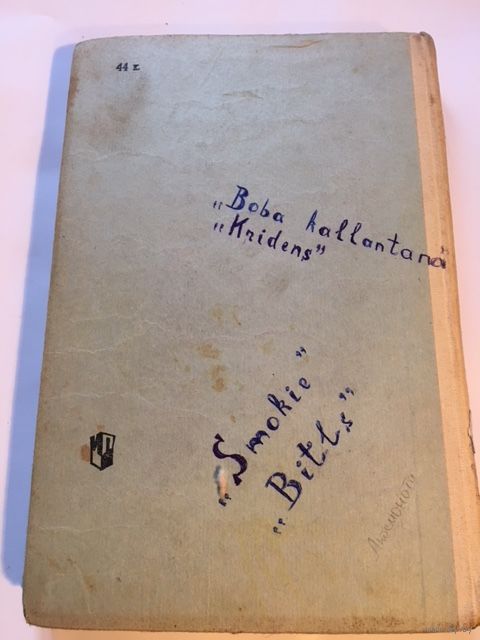 44 к.
„Boba kallantana"
„Kridens”
„Smokie”
„Bitls”